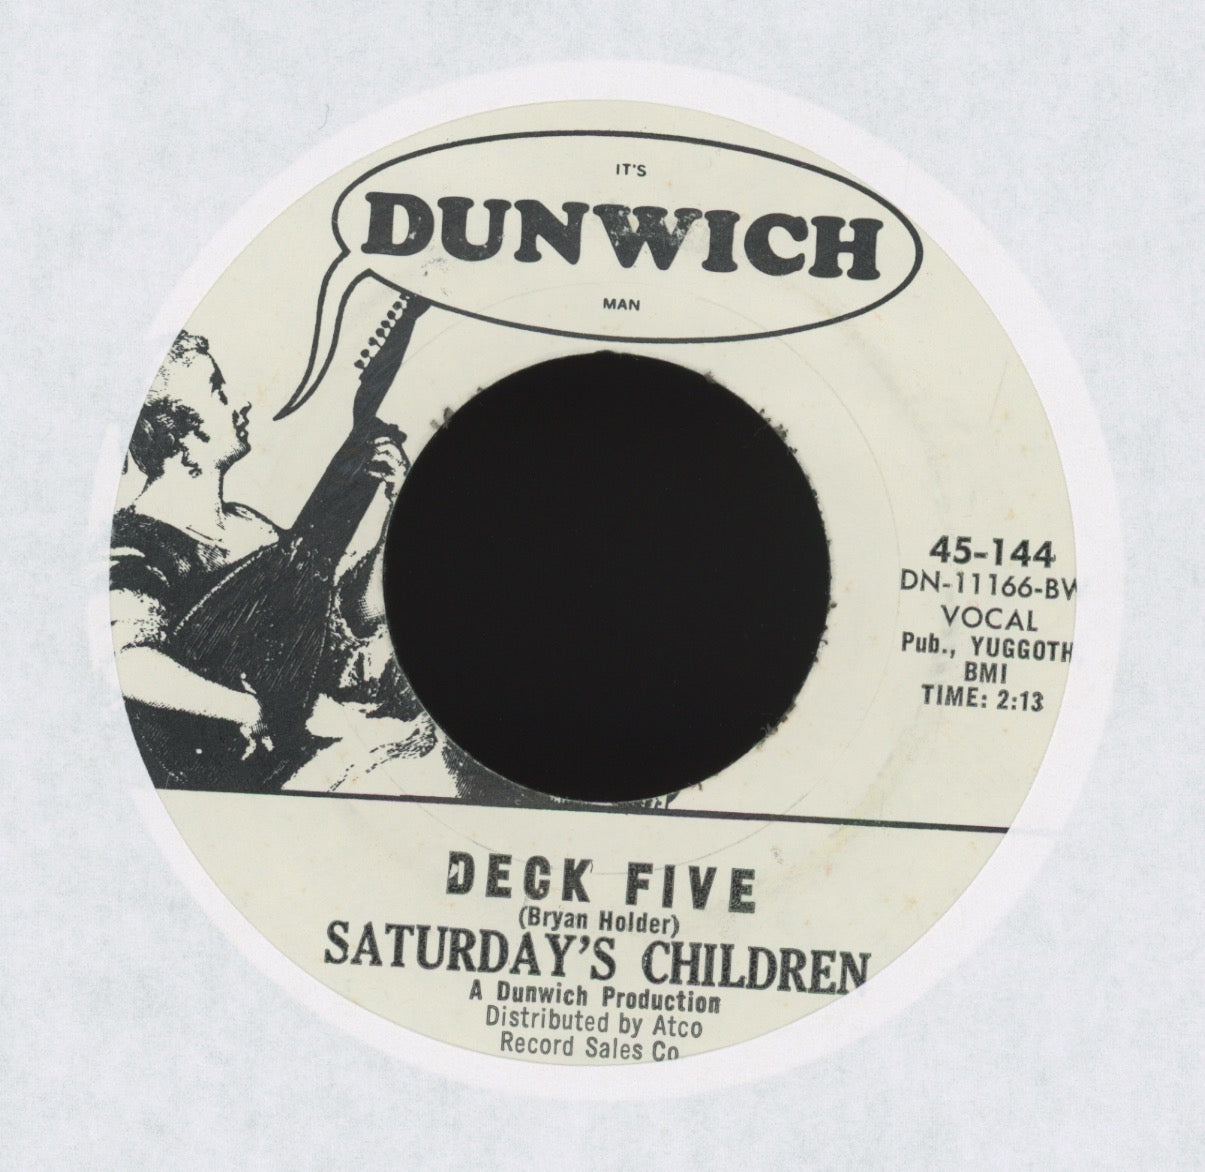 IT'S
DUNWICH
MAN
45-144
DN-11166-BW
VOCAL
Pub., YUGGOTH
BMI
TIME: 2:13
DECK FIVE
(Bryan Holder)
SATURDAY'S CHILDREN
A Dunwich Production
Distributed by Atco
Record Sales Co.